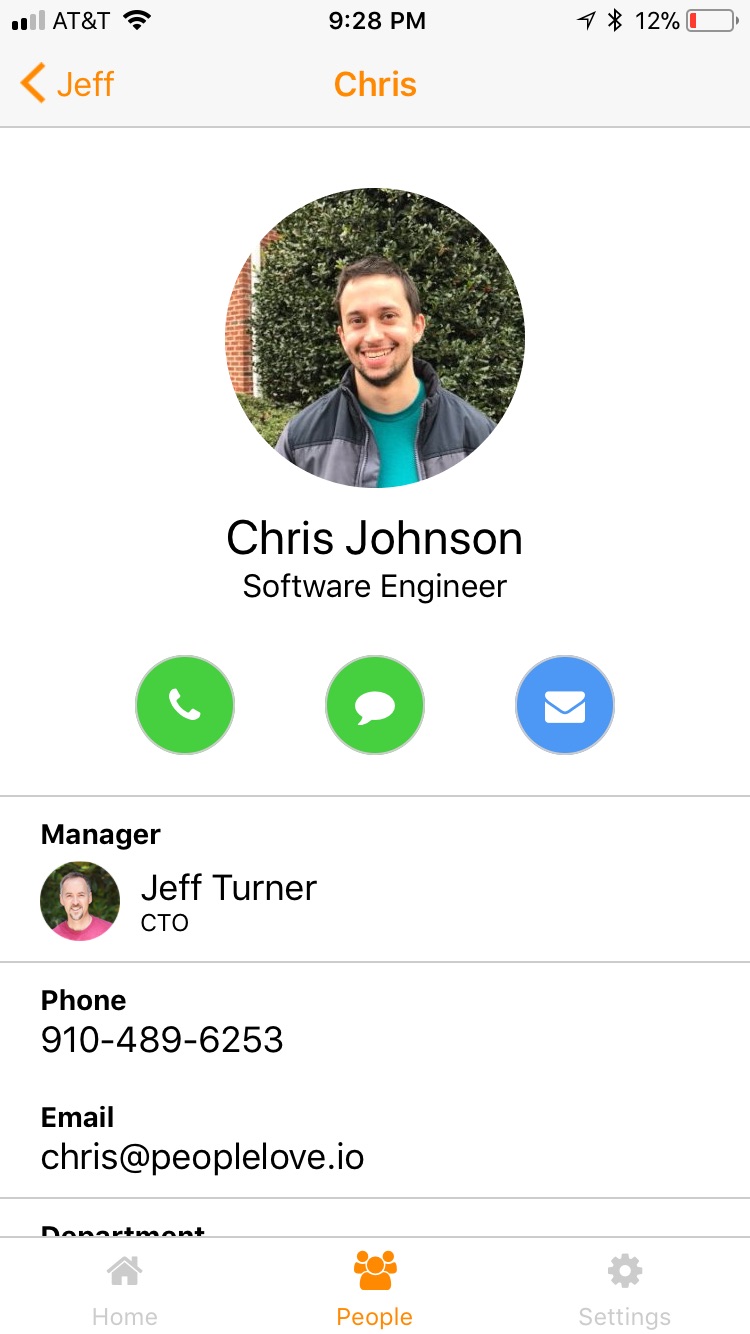 AT&T 9:28 PM 12%
Jeff Chris
Chris Johnson
Software Engineer
Manager
Jeff Turner
CTO
Phone
910-489-6253
Email
chris@peoplelove.io
Department
Home People Settings